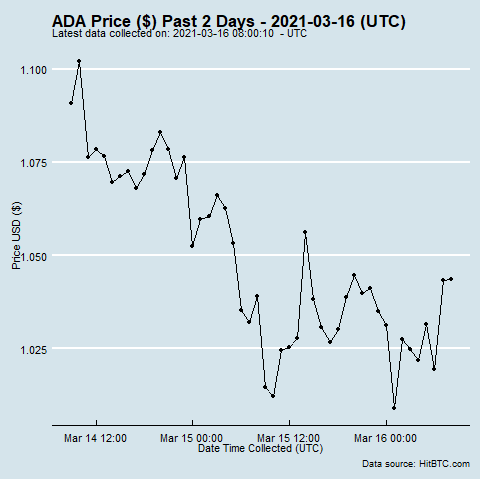 ADA Price ($) Past 2 Days - 2021-03-16 (UTC)
Latest data collected on: 2021-03-16 08:00:10  - UTC
1.100
1.075
1.050
1.025
Price USD ($)
Mar 14 12:00 Mar 15 00:00 Mar 15 12:00 Mar 16 00:00
Date Time Collected (UTC)
Data source: HitBTC.com